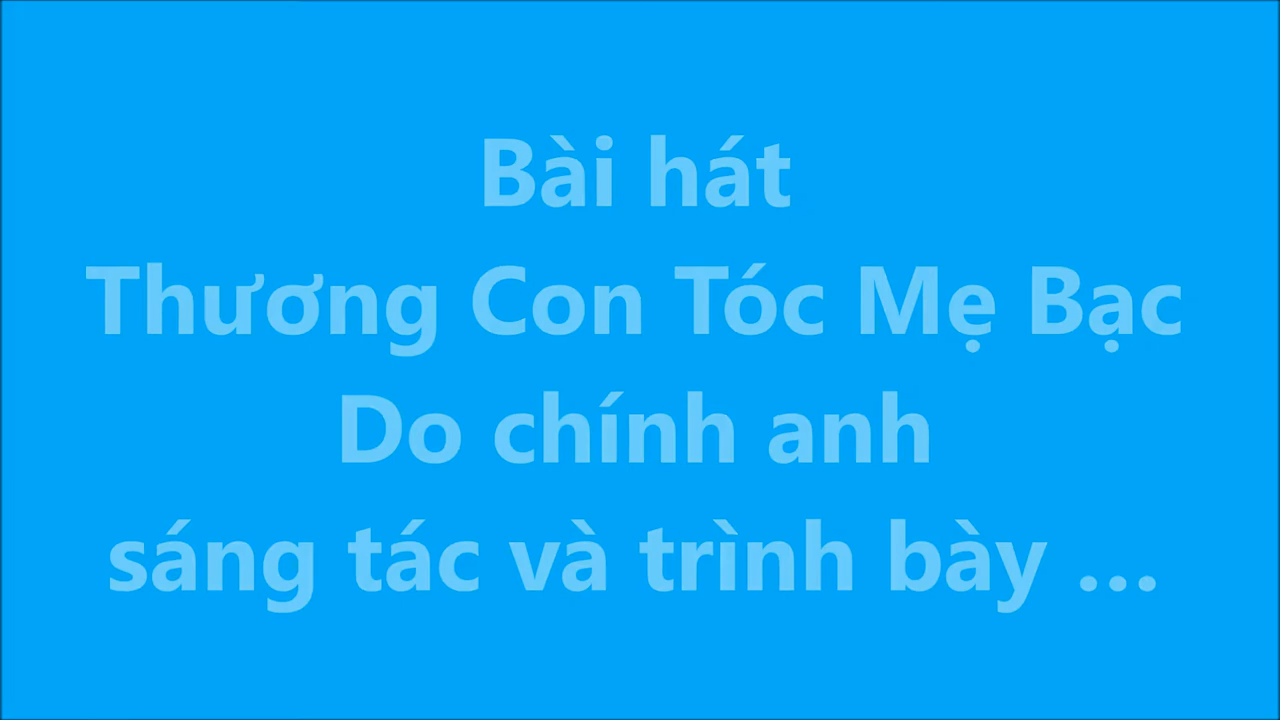 Bài hát
Thương Con Tóc Mẹ Bạc
Do chính anh
sáng tác và trình bày ...